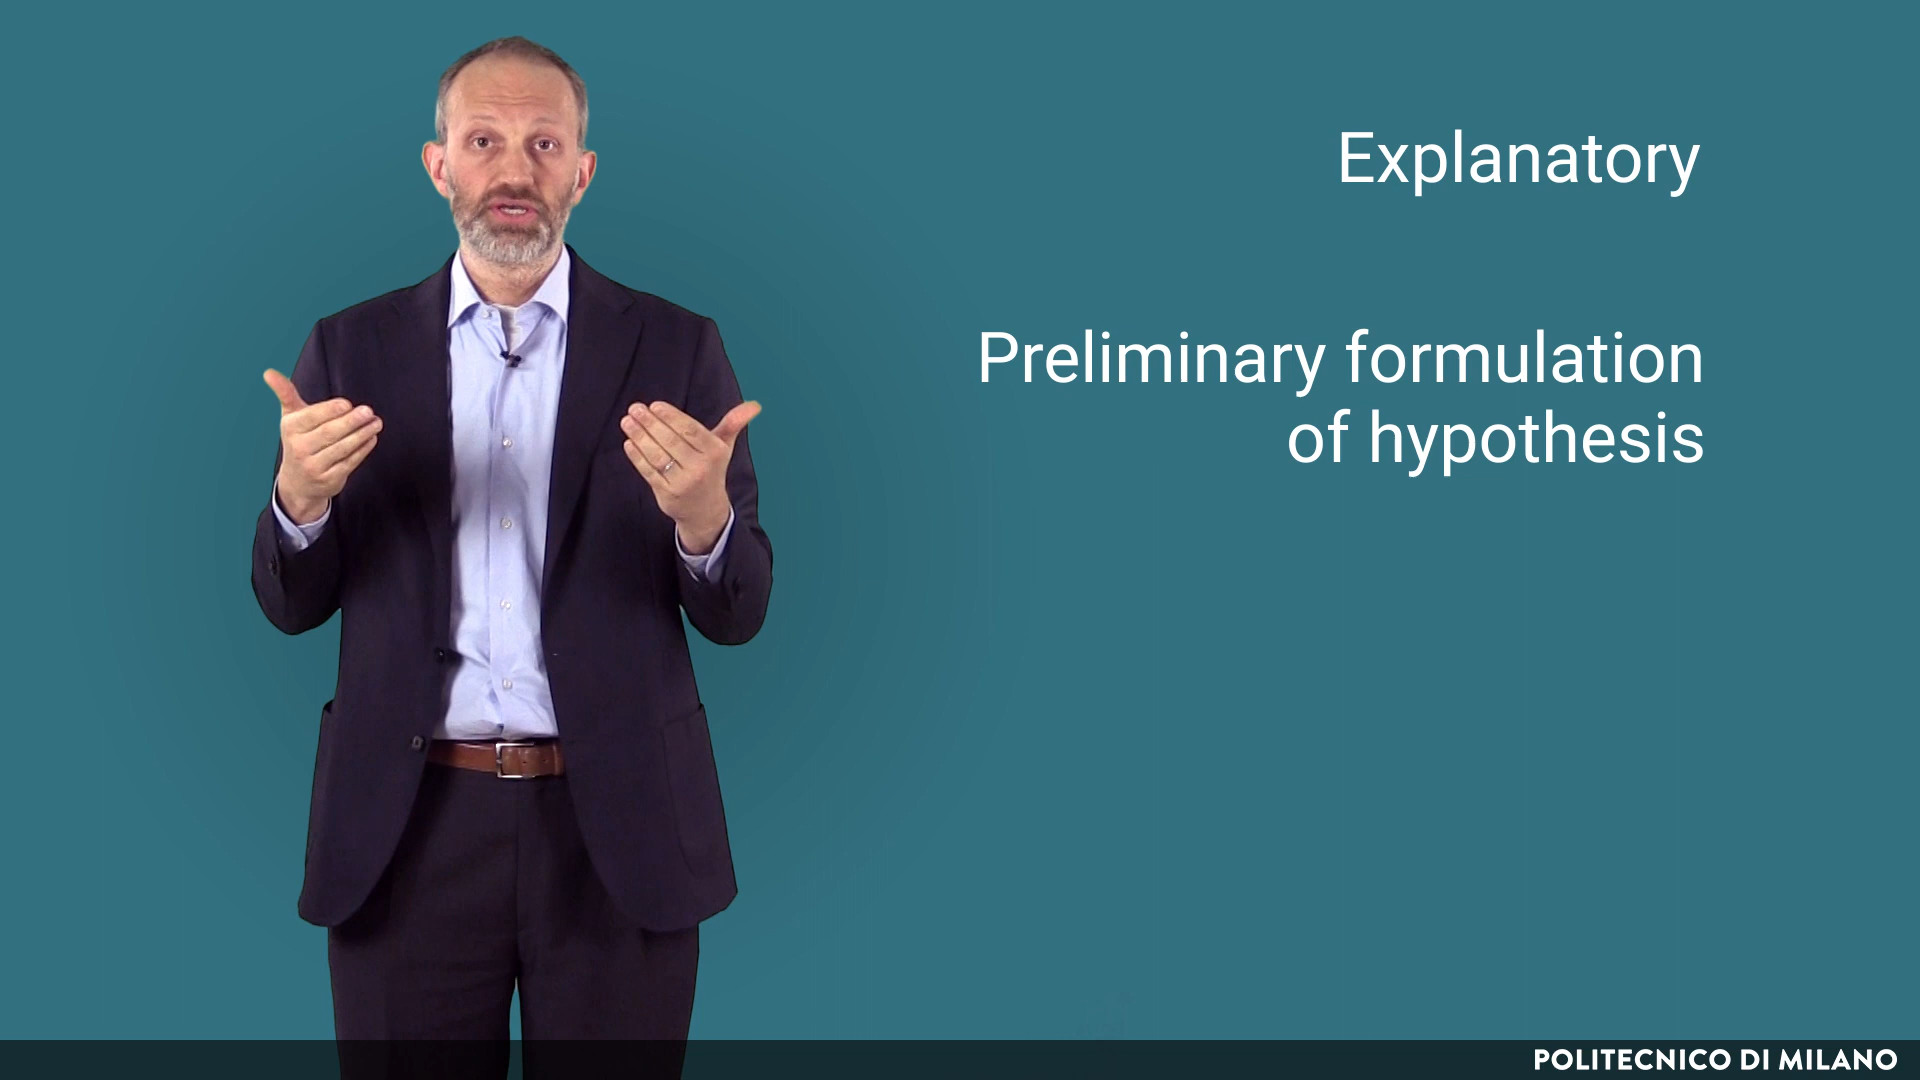 Explanatory
Preliminary formulation
of hypothesis
POLITECNICO DI MILANO